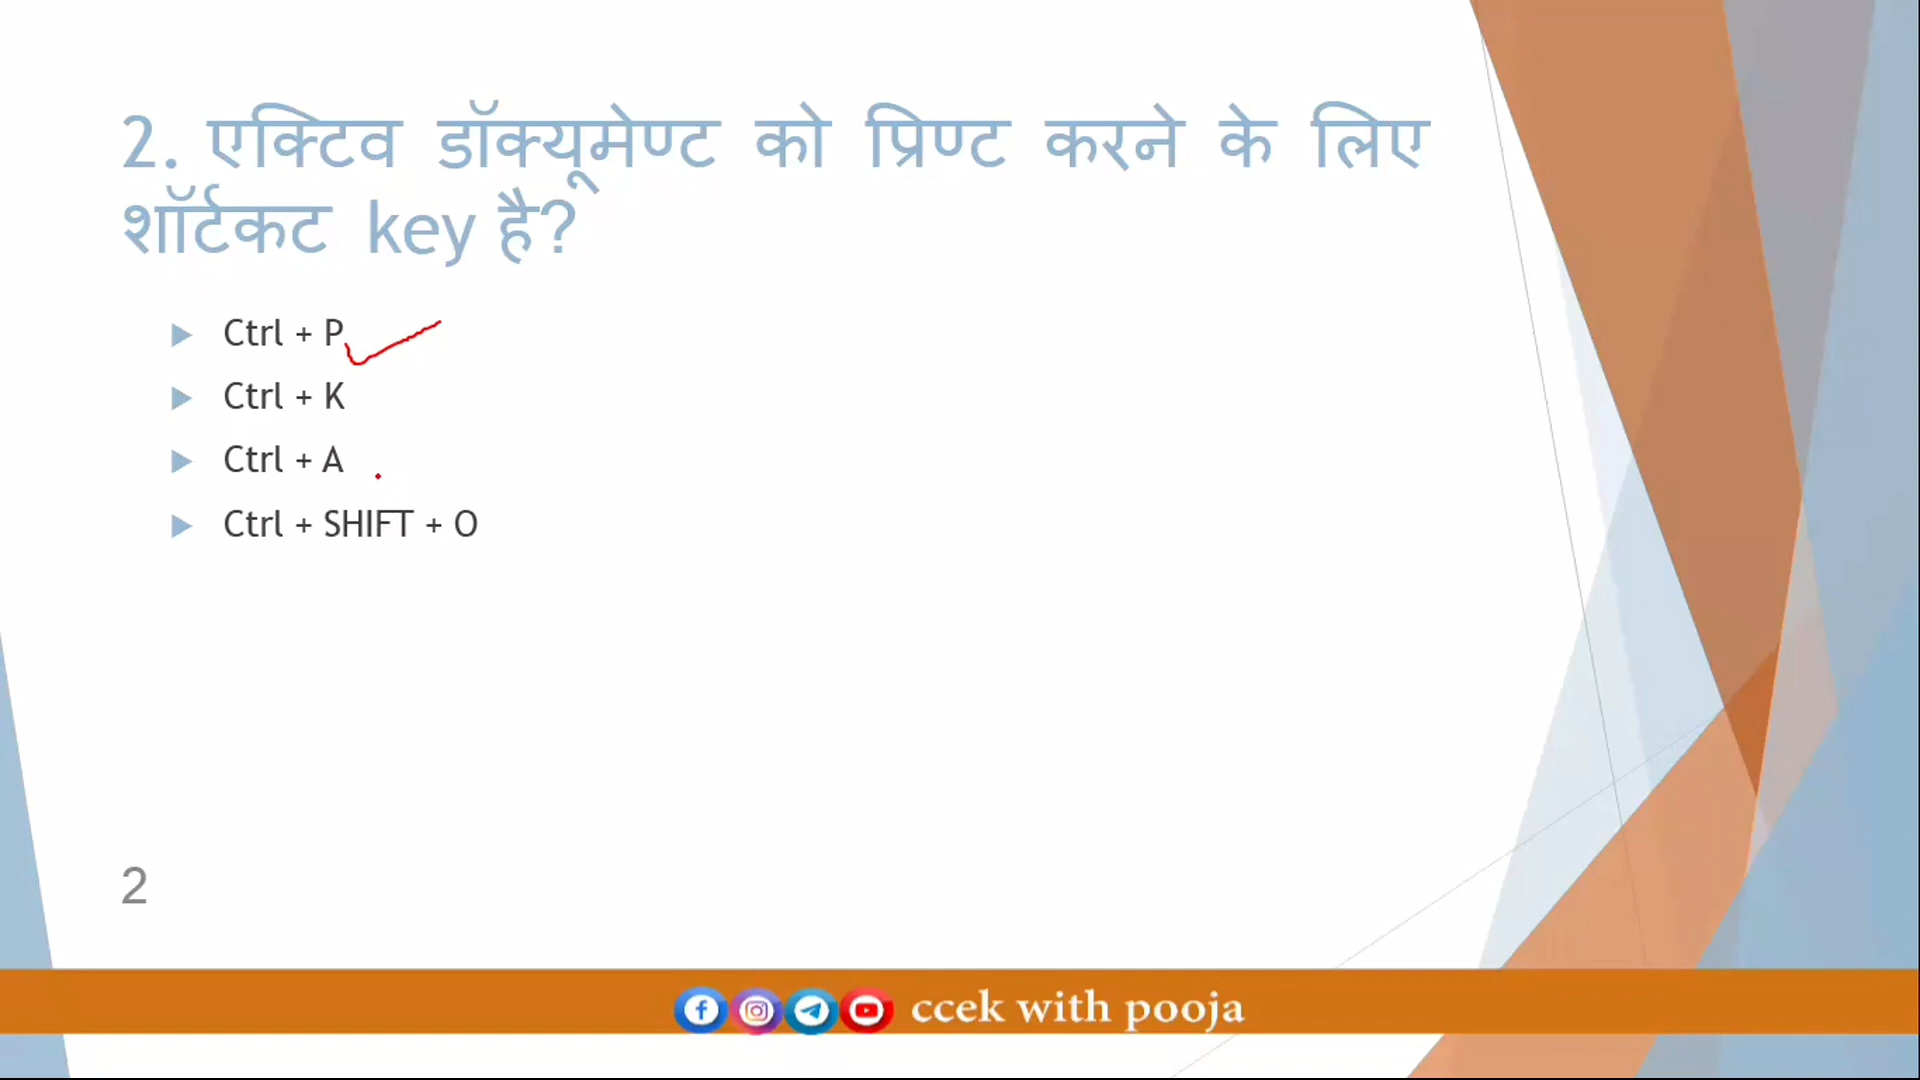 2. एक्टिव डॉक्यूमेण्ट को प्रिण्ट करने के लिए
शॉर्टकट key है?
Ctrl + P
Ctrl + K
Ctrl + A
Ctrl + SHIFT + O
2
ccek with pooja